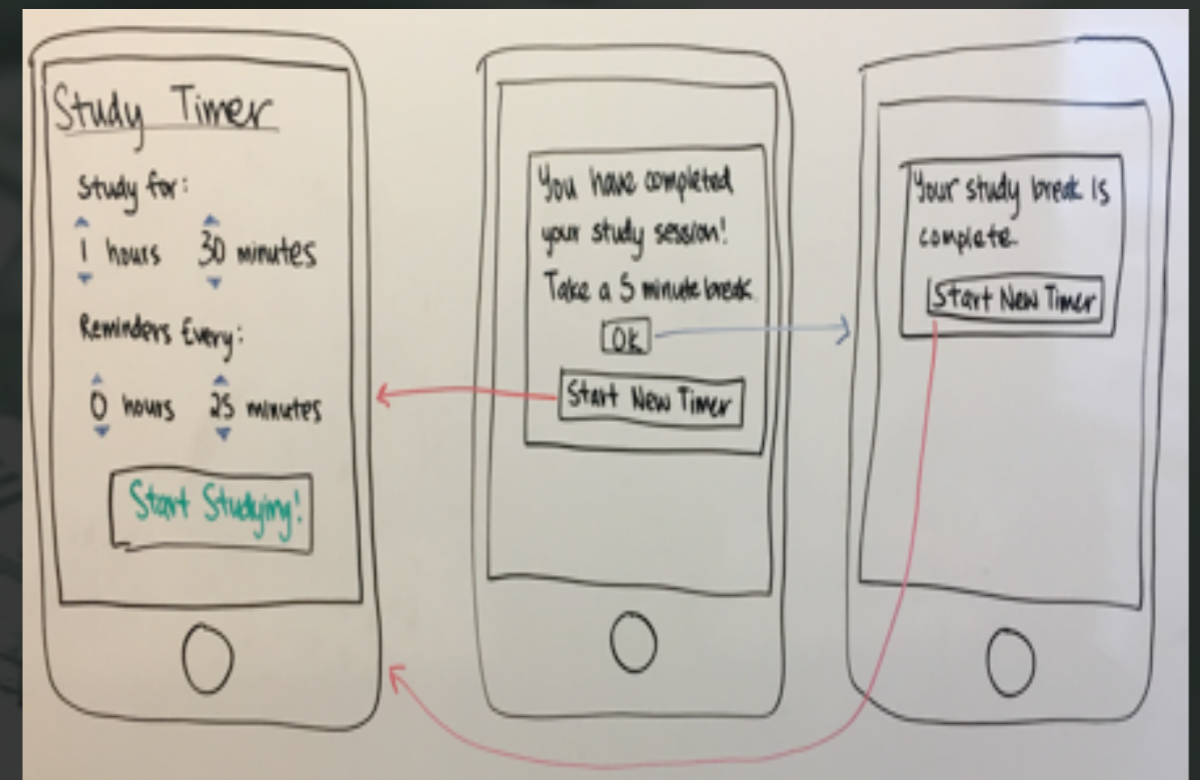 Study Timer
Study for:
1 hours 30 minutes
Reminders Every:
0 hours 25 minutes
Start Studying!
You have completed
your study session!
Take a 5 minute break.
OK
Start New Timer
Your study break is
complete.
Start New Timer